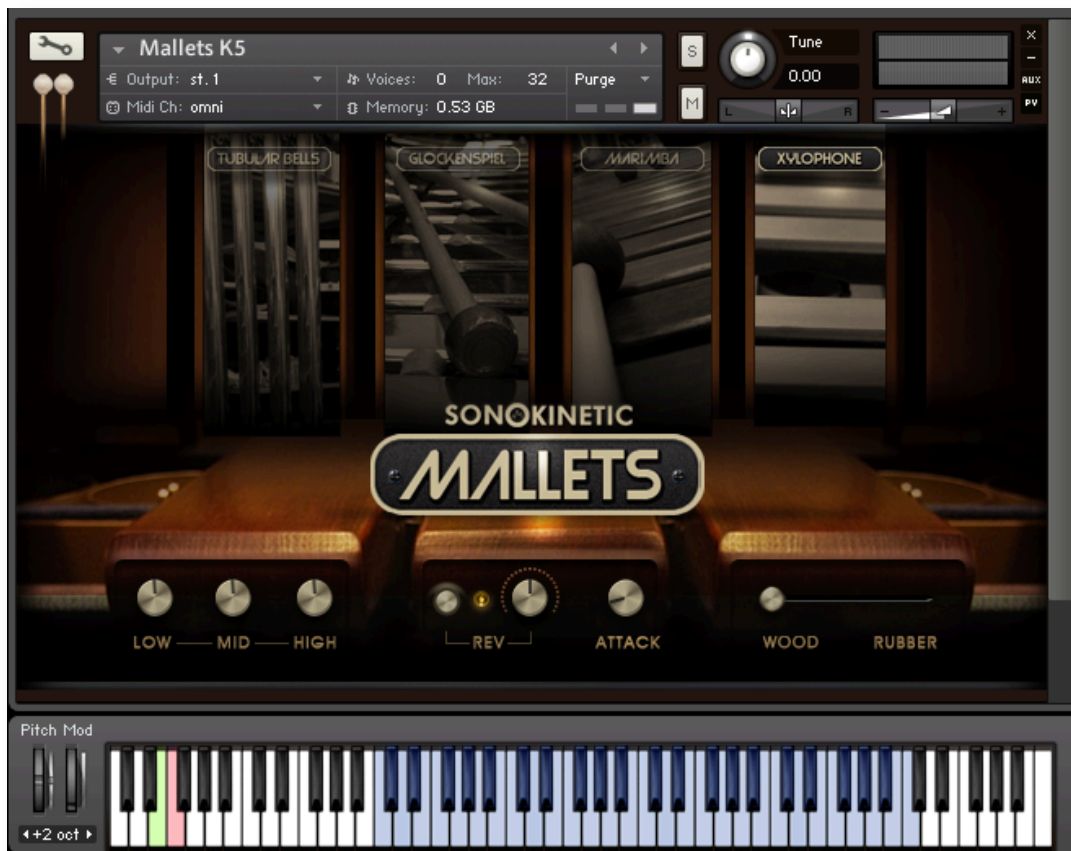 Mallets K5
S
Tune
X
–
Output: st. 1
Voices: 0 Max: 32
Purge
0.00
AUX
Midi Ch: omni
Memory: 0.53 GB
M
L
R
–
+
PV
TUBULAR BELLS
GLOCKENSPIEL
MARIMBA
XYLOPHONE
SONOKINETIC
MALLETS
LOW MID HIGH
REV
ATTACK
WOOD
RUBBER
Pitch Mod
+2 oct